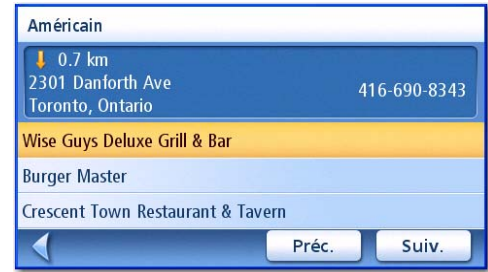 Américain
0.7 km
2301 Danforth Ave
416-690-8343
Toronto, Ontario
Wise Guys Deluxe Grill & Bar
Burger Master
Crescent Town Restaurant & Tavern
Préc.
Suiv.